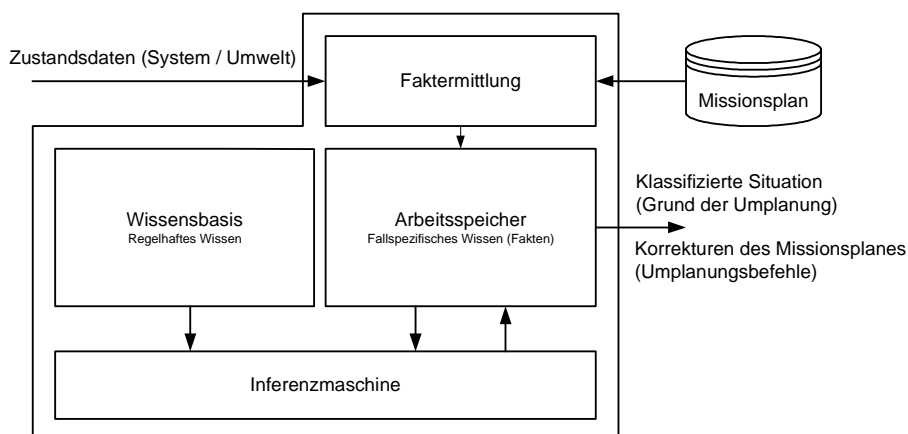 Zustandsdaten (System / Umwelt)
Faktermittlung
Missionsplan
Wissensbasis
Regelhaftes Wissen
Arbeitsspeicher
Fallspezifisches Wissen (Fakten)
Klassifizierte Situation
(Grund der Umplanung)
Korrekturen des Missionsplanes
(Umplanungsbefehle)
Inferenzmaschine